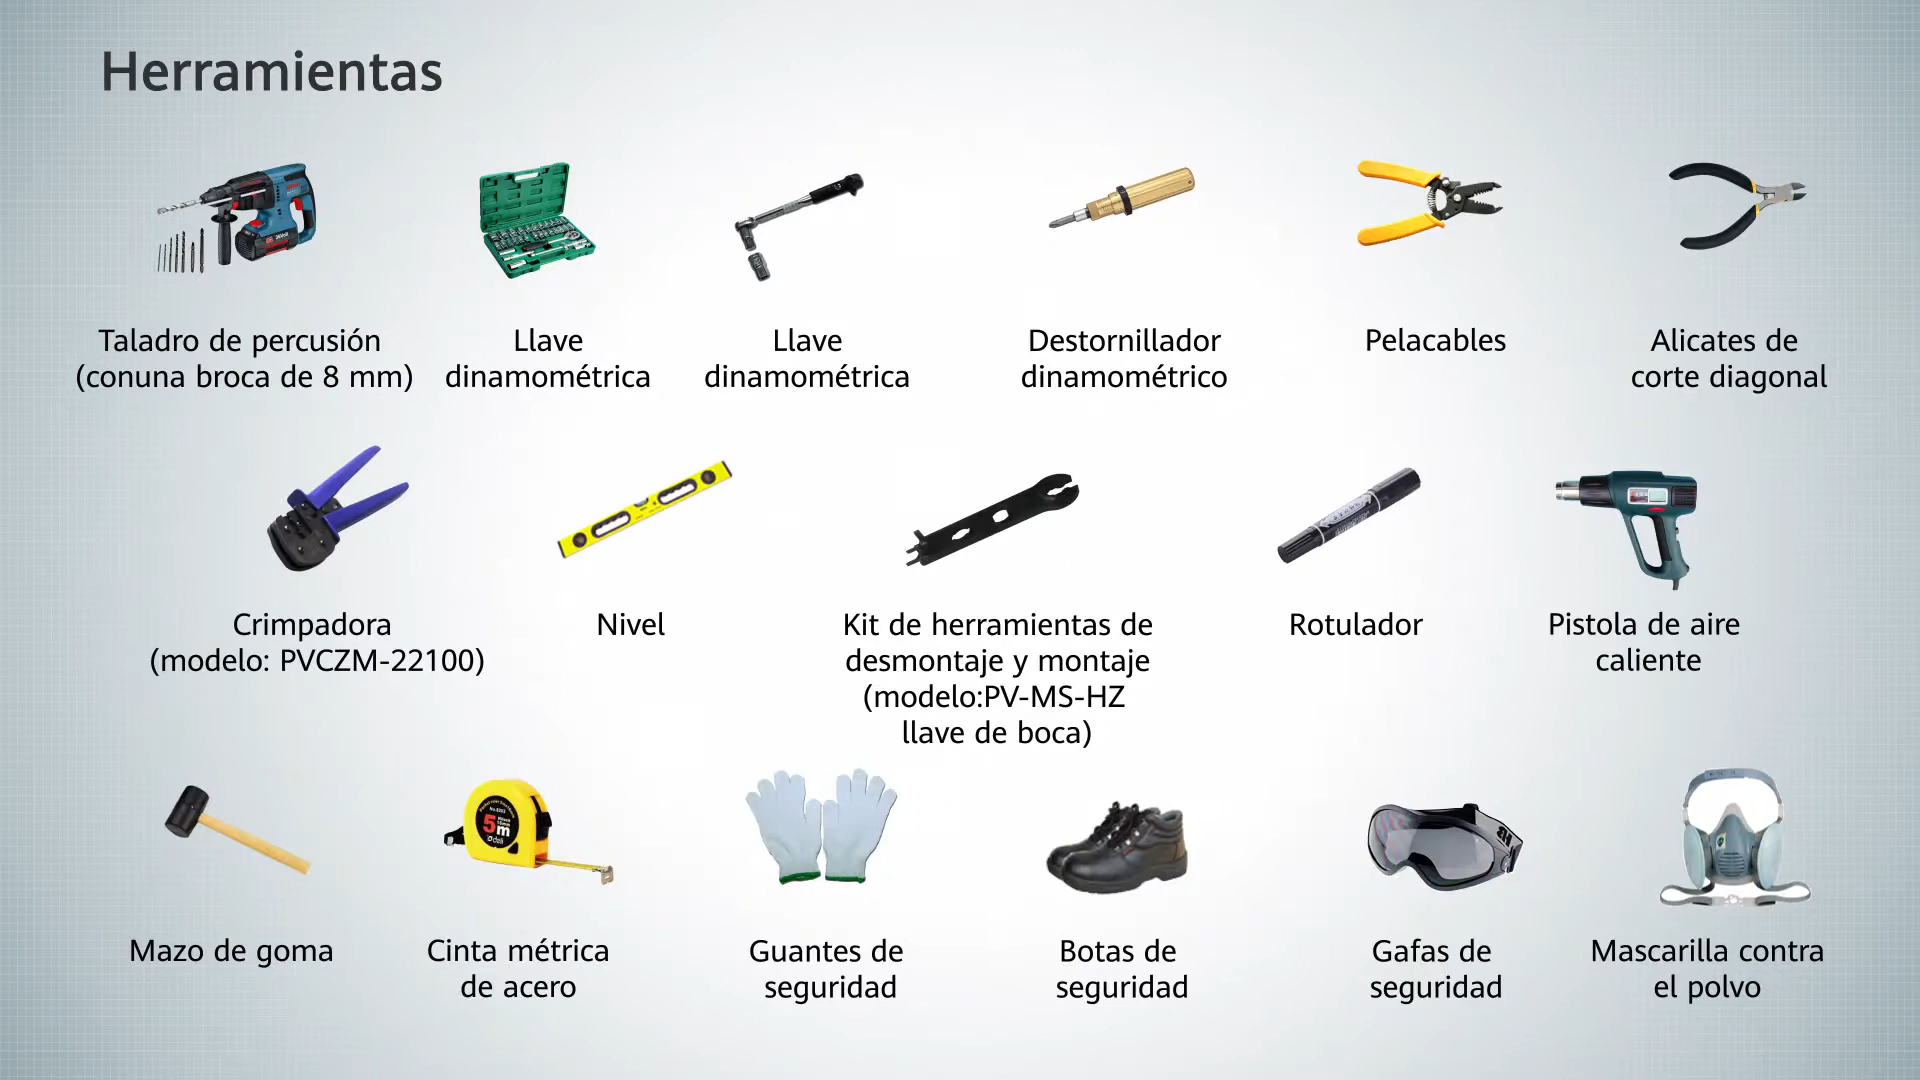 Herramientas
Taladro de percusión
(conuna broca de 8 mm)
Llave
dinamométrica
Llave
dinamométrica
Destornillador
dinamométrico
Pelacables
Alicates de
corte diagonal
Crimpadora
(modelo: PVCZM-22100)
Nivel
Kit de herramientas de
desmontaje y montaje
(modelo:PV-MS-HZ
llave de boca)
Rotulador
Pistola de aire
caliente
5m
deli
Mazo de goma
Cinta métrica
de acero
Guantes de
seguridad
Botas de
seguridad
Gafas de
seguridad
Mascarilla contra
el polvo